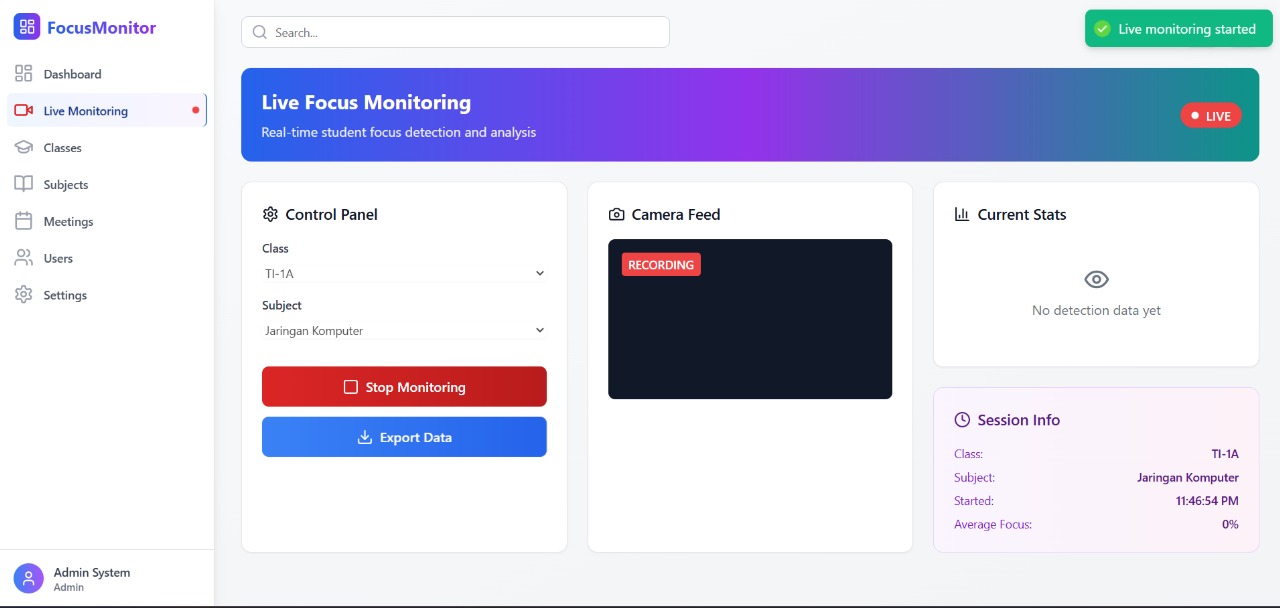 FocusMonitor
Dashboard
Live Monitoring
Classes
Subjects
Meetings
Users
Settings
Admin System
Admin
Search...
Live monitoring started
Live Focus Monitoring
Real-time student focus detection and analysis
LIVE
Control Panel
Class
TI-1A
Subject
Jaringan Komputer
Stop Monitoring
Export Data
Camera Feed
RECORDING
Current Stats
No detection data yet
Session Info
Class: TI-1A
Subject: Jaringan Komputer
Started: 11:46:54 PM
Average Focus: 0%